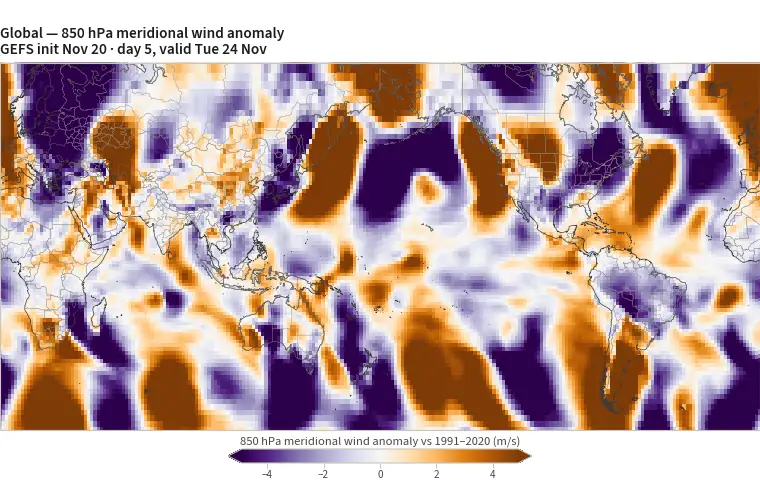 Global — 850 hPa meridional wind anomaly
GEFS init Nov 20 · day 5, valid Tue 24 Nov
850 hPa meridional wind anomaly vs 1991–2020 (m/s)
−4 −2 0 2 4